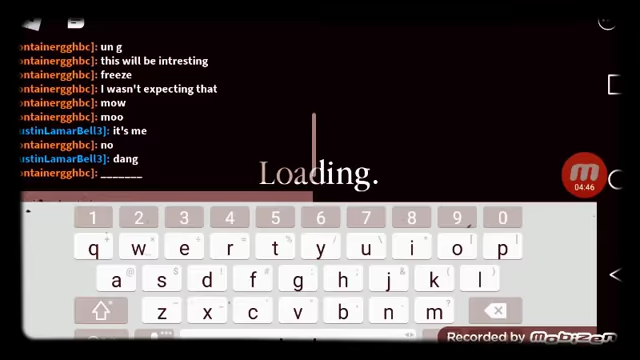 ontainergghbc]: un g
ontainergghbc]: this will be intresting
ontainergghbc]: freeze
ontainergghbc]: I wasn't expecting that
ontainergghbc]: mow
ontainergghbc]: moo
ustinLamarBell3]: it's me
ontainergghbc]: no
ustinLamarBell3]: dang
ontainergghbc]: _______
Loading.
04:46
1 2 3 4 5 6 7 8 9 0
q w e r t y u i o p
a s d f g h j k l
z x c v b n m
Recorded by MOBIZEN